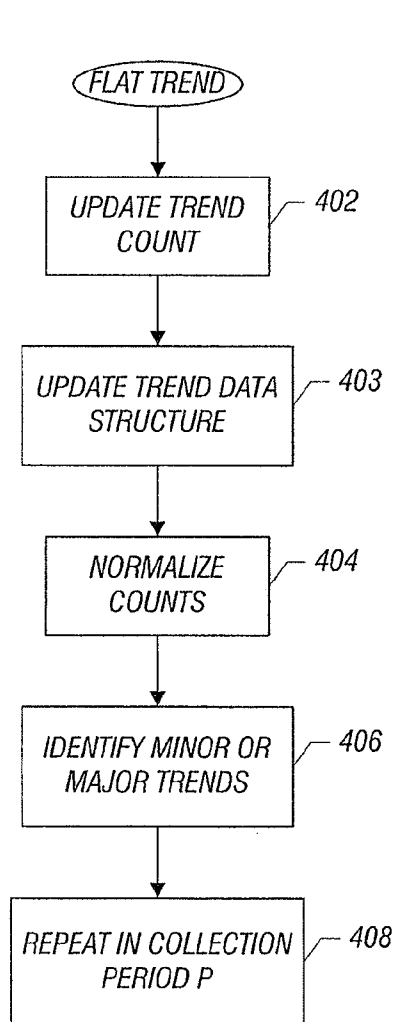 FLAT TREND
UPDATE TREND
COUNT
402
UPDATE TREND DATA
STRUCTURE
403
NORMALIZE
COUNTS
404
IDENTIFY MINOR OR
MAJOR TRENDS
406
REPEAT IN COLLECTION
PERIOD P
408